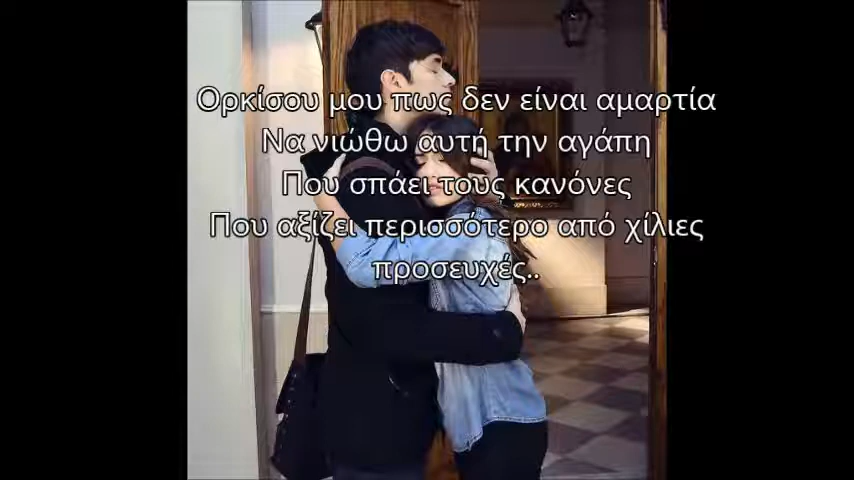 Ορκίσου μου πως δεν είναι αμαρτία
Να νιώθω αυτή την αγάπη
Που σπάει τους κανόνες
Που αξίζει περισσότερο από χίλιες
προσευχές..